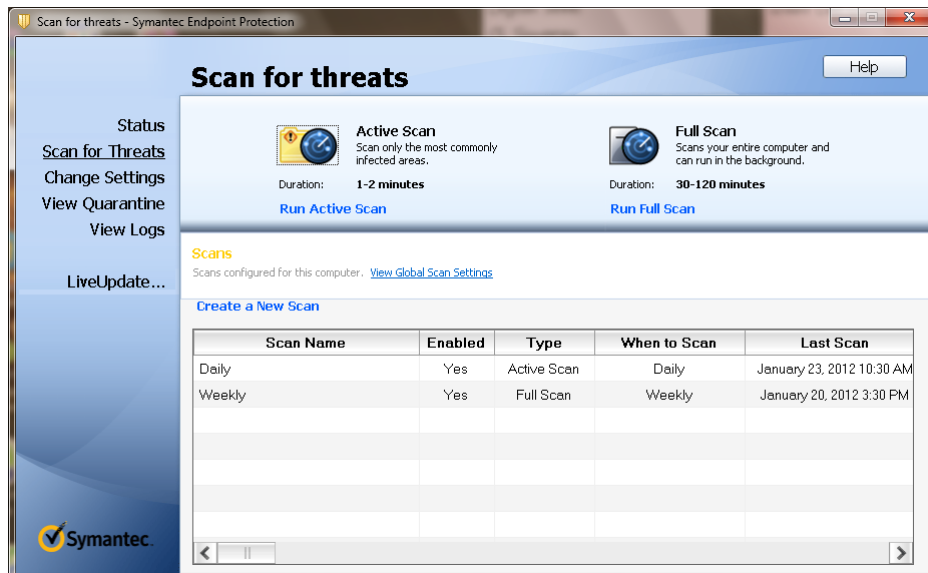 Scan for threats - Symantec Endpoint Protection
Scan for threats
Help
Status
Scan for Threats
Change Settings
View Quarantine
View Logs
LiveUpdate...
Active Scan
Scan only the most commonly
infected areas.
Duration: 1-2 minutes
Run Active Scan
Full Scan
Scans your entire computer and
can run in the background.
Duration: 30-120 minutes
Run Full Scan
Scans
Scans configured for this computer. View Global Scan Settings
Create a New Scan
Scan Name Enabled Type When to Scan Last Scan
Daily Yes Active Scan Daily January 23, 2012 10:30 AM
Weekly Yes Full Scan Weekly January 20, 2012 3:30 PM
Symantec.